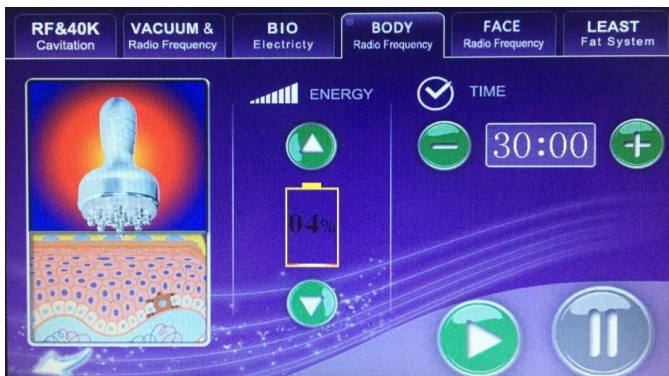 RF&40K
Cavitation
VACUUM &
Radio Frequency
BIO
Electricty
BODY
Radio Frequency
FACE
Radio Frequency
LEAST
Fat System
ENERGY
TIME
04%
30:00